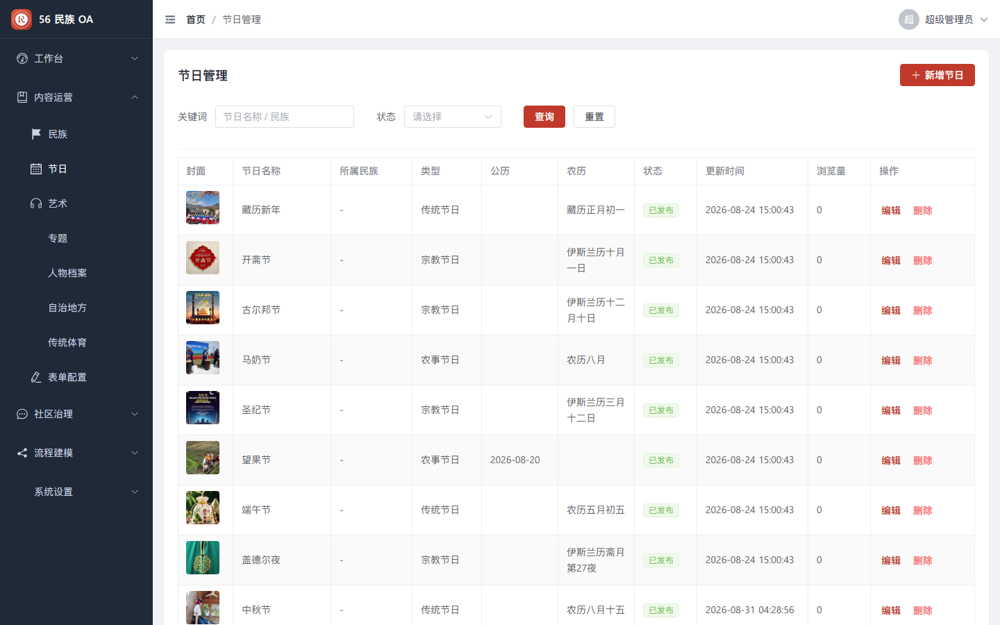 民 56 民族 OA
首页 / 节日管理
超 超级管理员
工作台
内容运营
民族
节日
艺术
专题
人物档案
自治地方
传统体育
表单配置
社区治理
流程建模
系统设置
节日管理
新增节日
关键词 节日名称 / 民族 状态 请选择 查询 重置
封面 节日名称 所属民族 类型 公历 农历 状态 更新时间 浏览量 操作
藏历新年 - 传统节日 藏历正月初一 已发布 2026-08-24 15:00:43 0 编辑 删除
开斋节 开斋节 - 宗教节日 伊斯兰历十月一日 已发布 2026-08-24 15:00:43 0 编辑 删除
古尔邦节 - 宗教节日 伊斯兰历十二月十日 已发布 2026-08-24 15:00:43 0 编辑 删除
马奶节 - 农事节日 农历八月 已发布 2026-08-24 15:00:43 0 编辑 删除
圣纪节 - 宗教节日 伊斯兰历三月十二日 已发布 2026-08-24 15:00:43 0 编辑 删除
望果节 - 农事节日 2026-08-20 已发布 2026-08-24 15:00:43 0 编辑 删除
端午节 - 传统节日 农历五月初五 已发布 2026-08-24 15:00:43 0 编辑 删除
盖德尔夜 - 宗教节日 伊斯兰历斋月第27夜 已发布 2026-08-24 15:00:43 0 编辑 删除
中秋节 - 传统节日 农历八月十五 已发布 2026-08-31 04:28:56 0 编辑 删除